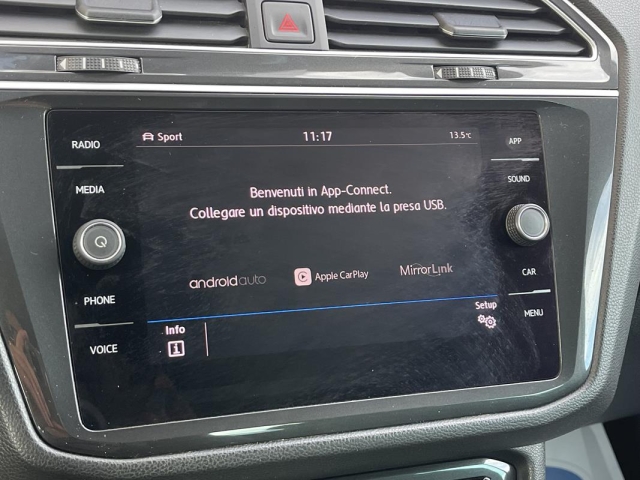 RADIO
MEDIA
PHONE
VOICE
Sport 11:17 13.5°C
Benvenuti in App-Connect.
Collegare un dispositivo mediante la presa USB.
androidauto Apple CarPlay MirrorLink
Info
Setup
APP
SOUND
CAR
MENU